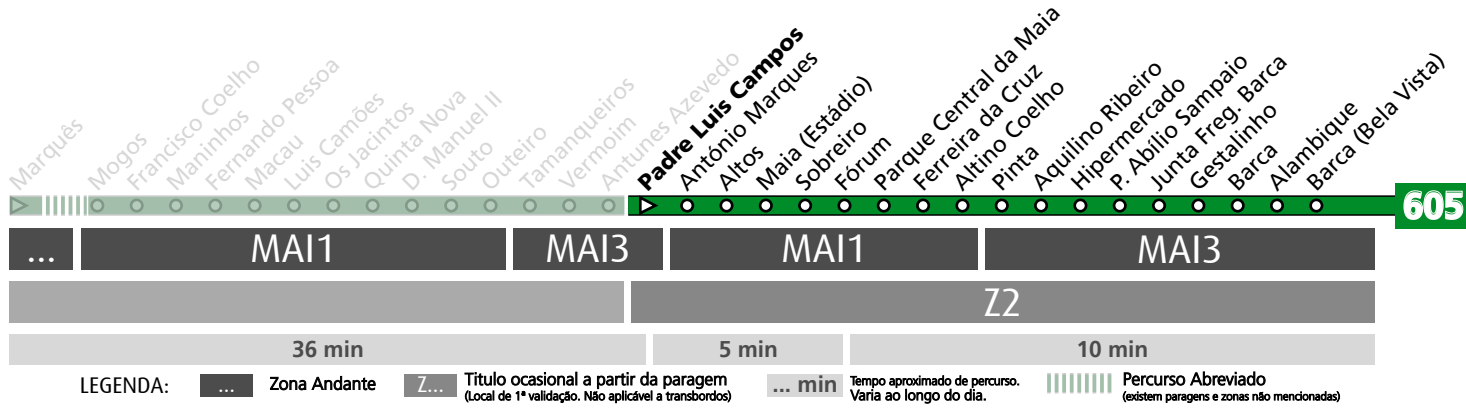 Marquês
Mogos
Francisco Coelho
Maninhos
Fernando Pessoa
Macau
Luis Camões
Os Jacintos
Quinta Nova
D. Manuel II
Souto
Outeiro
Tamanqueiros
Vermoim
Antunes Azevedo
Padre Luis Campos
António Marques
Altos
Maia (Estádio)
Sobreiro
Fórum
Parque Central da Maia
Ferreira da Cruz
Altino Coelho
Pinta
Aquilino Ribeiro
Hipermercado
P. Abílio Sampaio
Junta Freg. Barca
Gestalinho
Barca
Alambique
Barca (Bela Vista)
605
... MAI1 MAI3 MAI1 MAI3
Z2
36 min 5 min 10 min
LEGENDA: ... Zona Andante Z... Titulo ocasional a partir da paragem
(Local de 1ª validação. Não aplicável a transbordos)
... min Tempo aproximado de percurso.
Varia ao longo do dia.
Percurso Abreviado
(existem paragens e zonas não mencionadas)